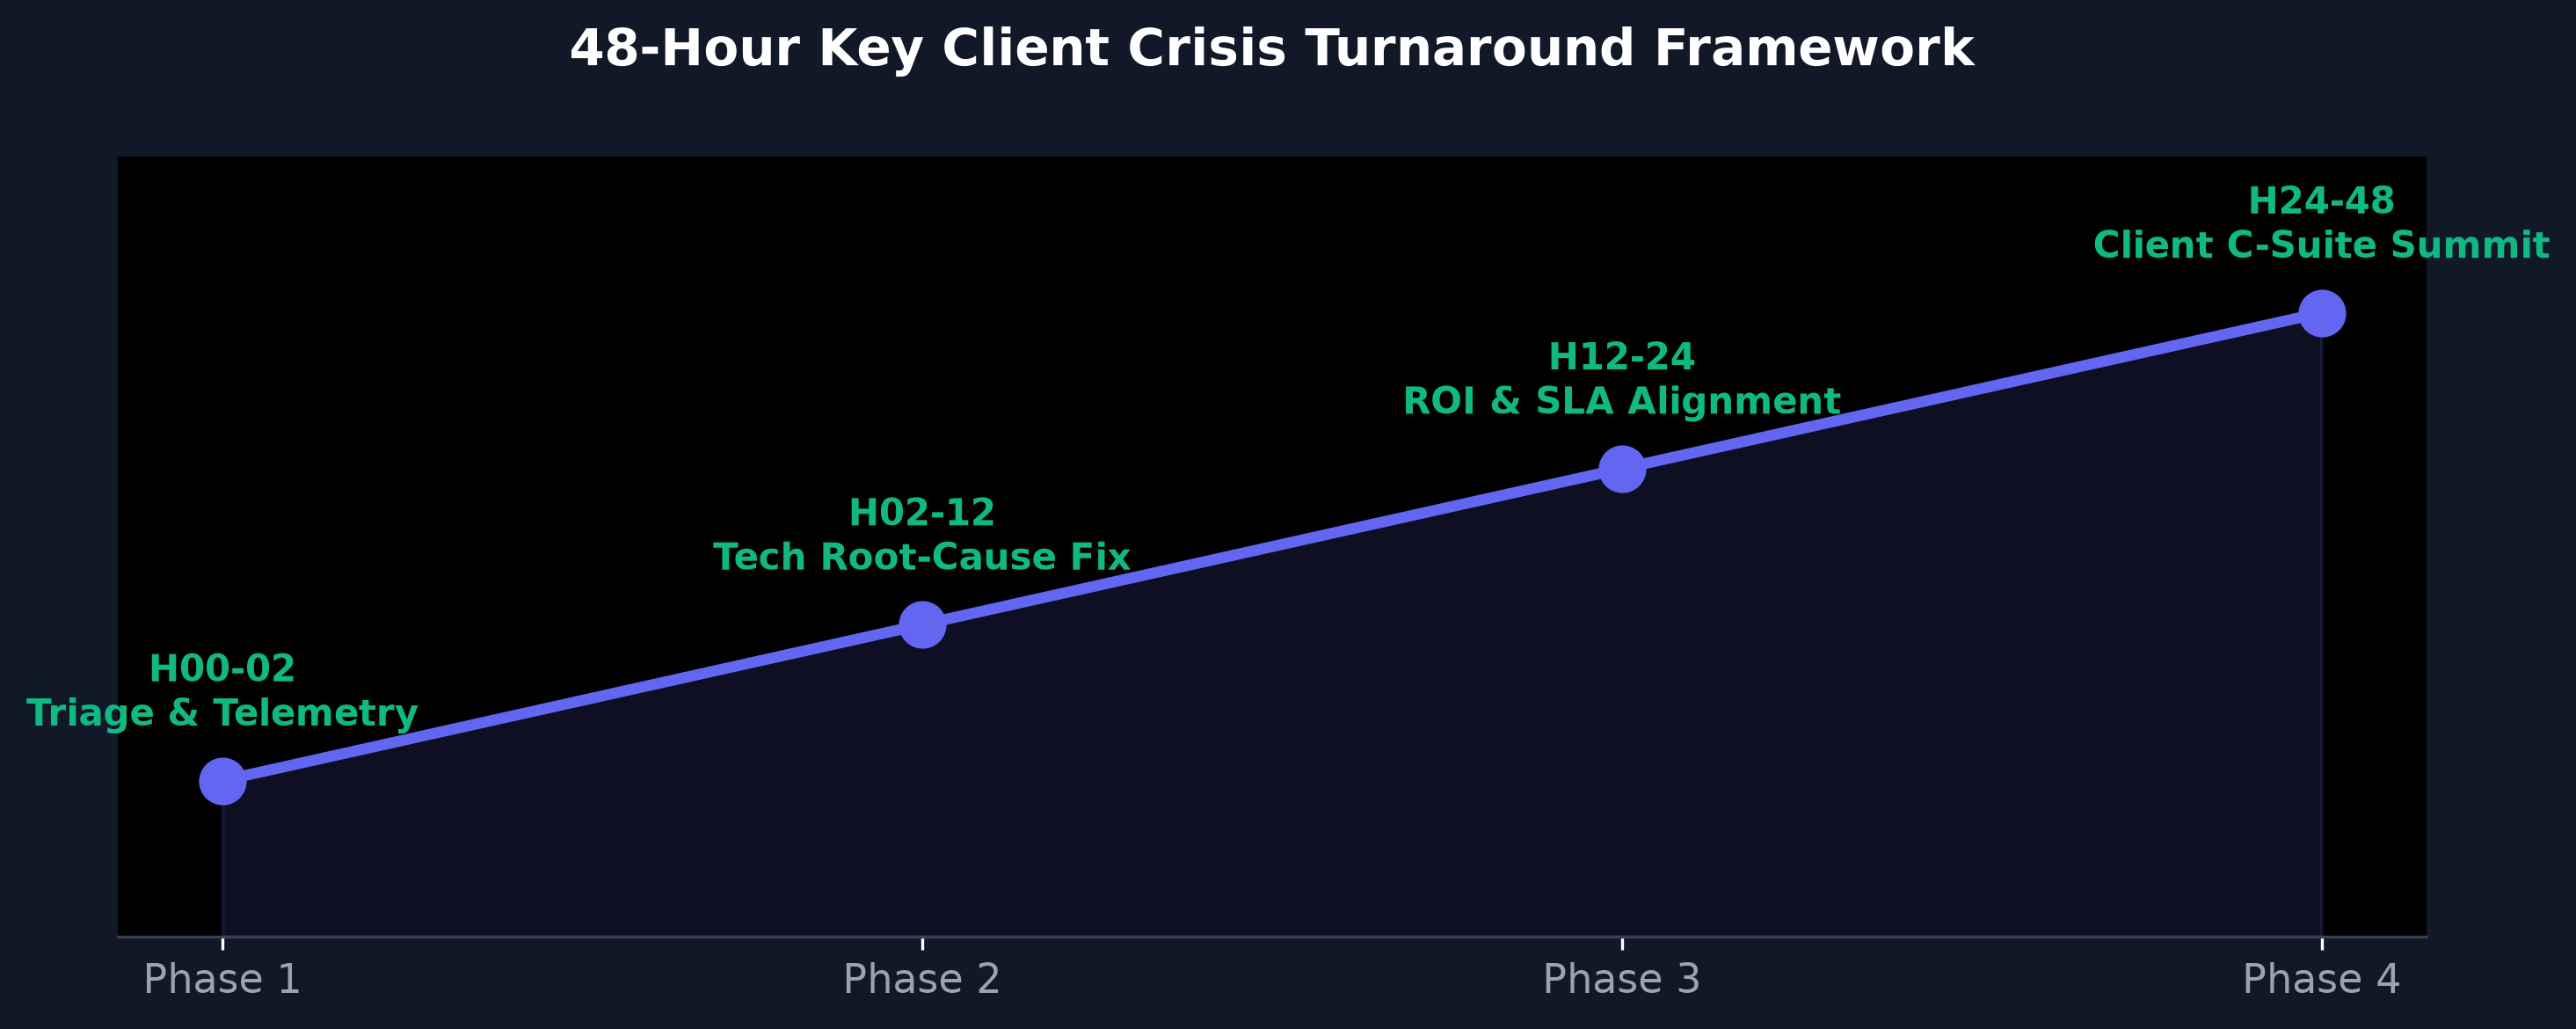 48-Hour Key Client Crisis Turnaround Framework
H24-48
Client C-Suite Summit
H12-24
ROI & SLA Alignment
H02-12
Tech Root-Cause Fix
H00-02
Triage & Telemetry
Phase 1
Phase 2
Phase 3
Phase 4